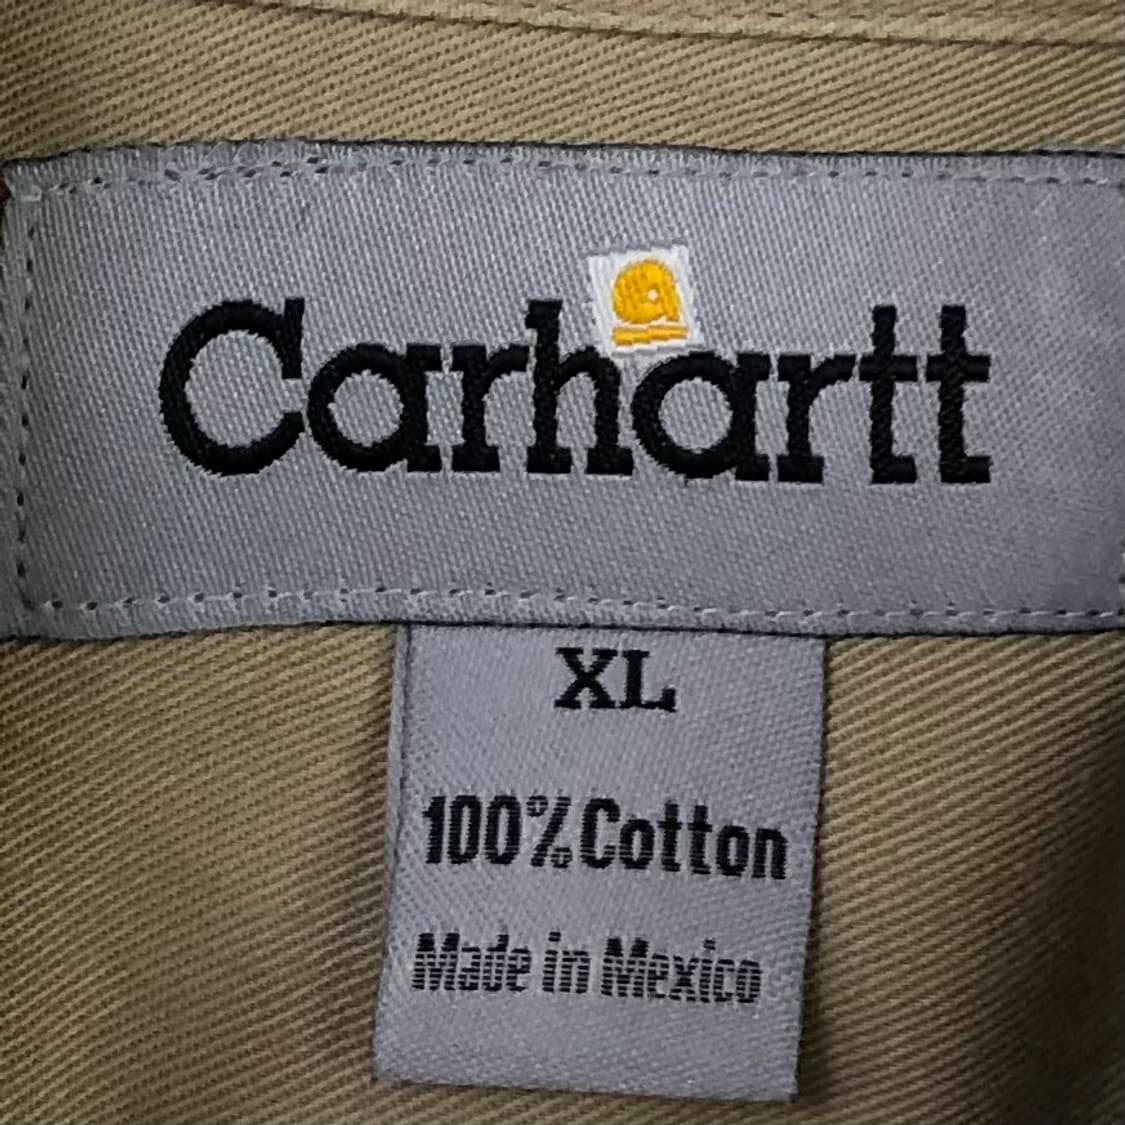 Carhartt
XL
100% Cotton
Made in Mexico